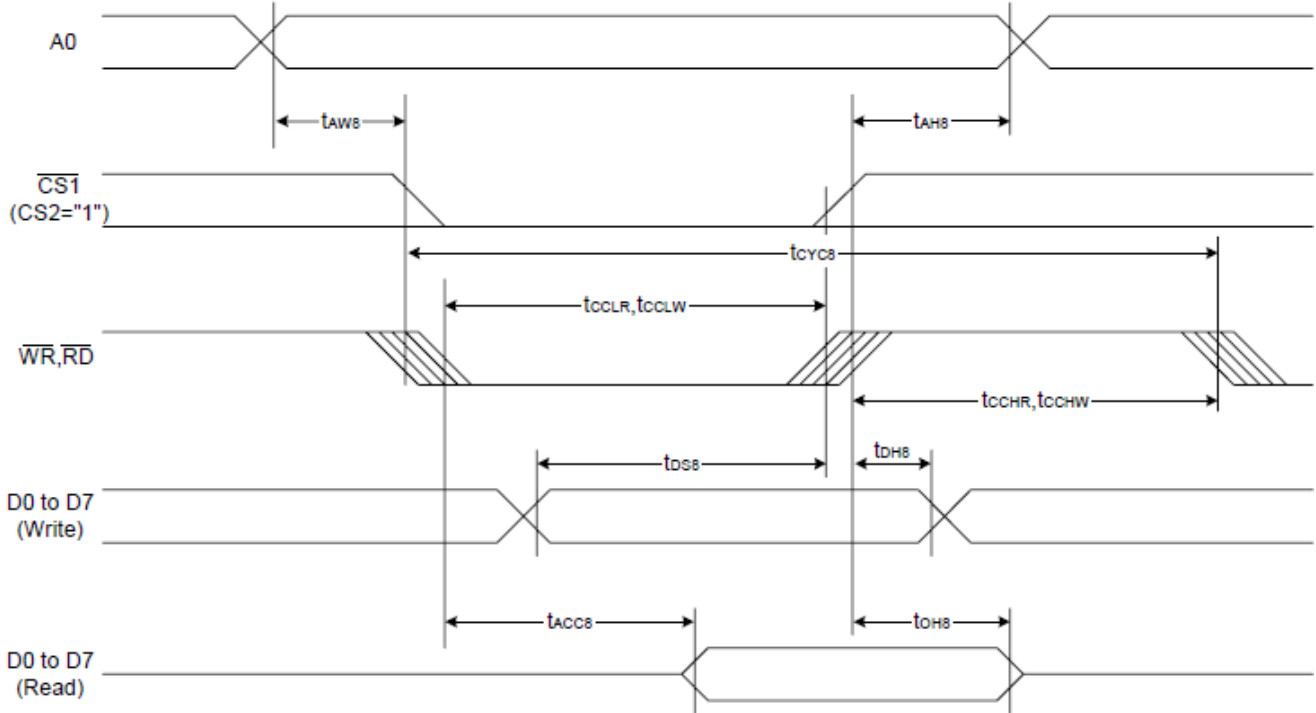 A0
tAW8
tAH8
CS1
(CS2="1")
tCYC8
tCCLR,tCCLW
WR,RD
tCCHR,tCCHW
tDS8
tDH8
D0 to D7
(Write)
tACC8
tOH8
D0 to D7
(Read)